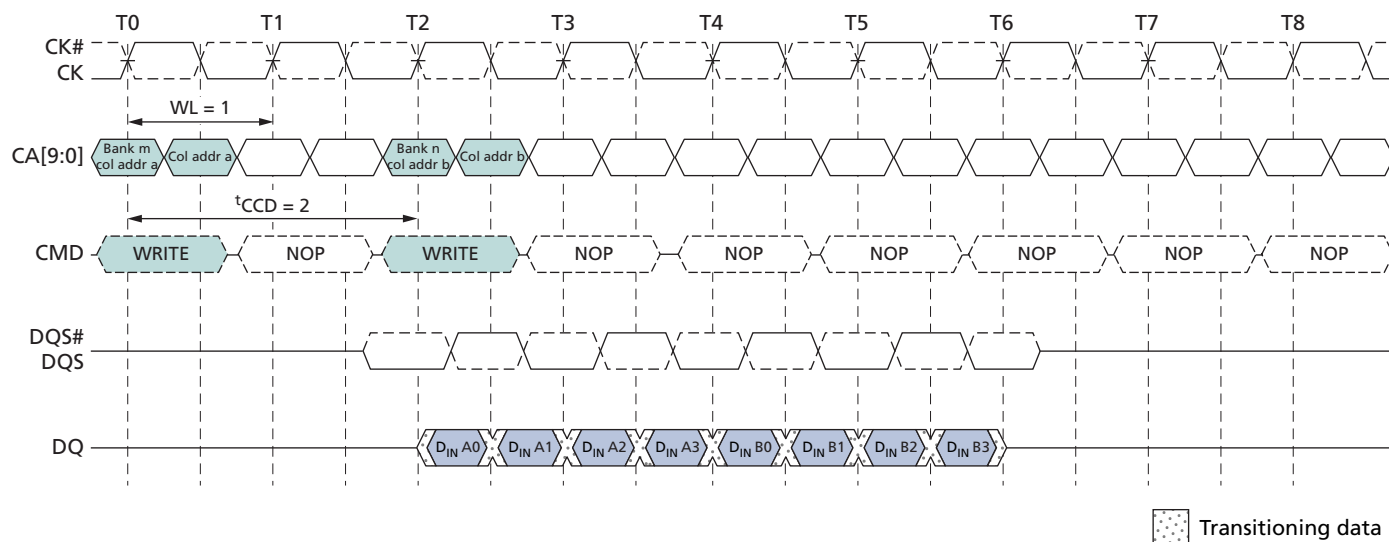 T0 T1 T2 T3 T4 T5 T6 T7 T8
CK#
CK
WL = 1
CA[9:0]
Bank m
col addr a
Col addr a
Bank n
col addr b
Col addr b
tCCD = 2
CMD WRITE NOP WRITE NOP NOP NOP NOP NOP NOP
DQS#
DQS
DQ DIN A0 DIN A1 DIN A2 DIN A3 DIN B0 DIN B1 DIN B2 DIN B3
Transitioning data